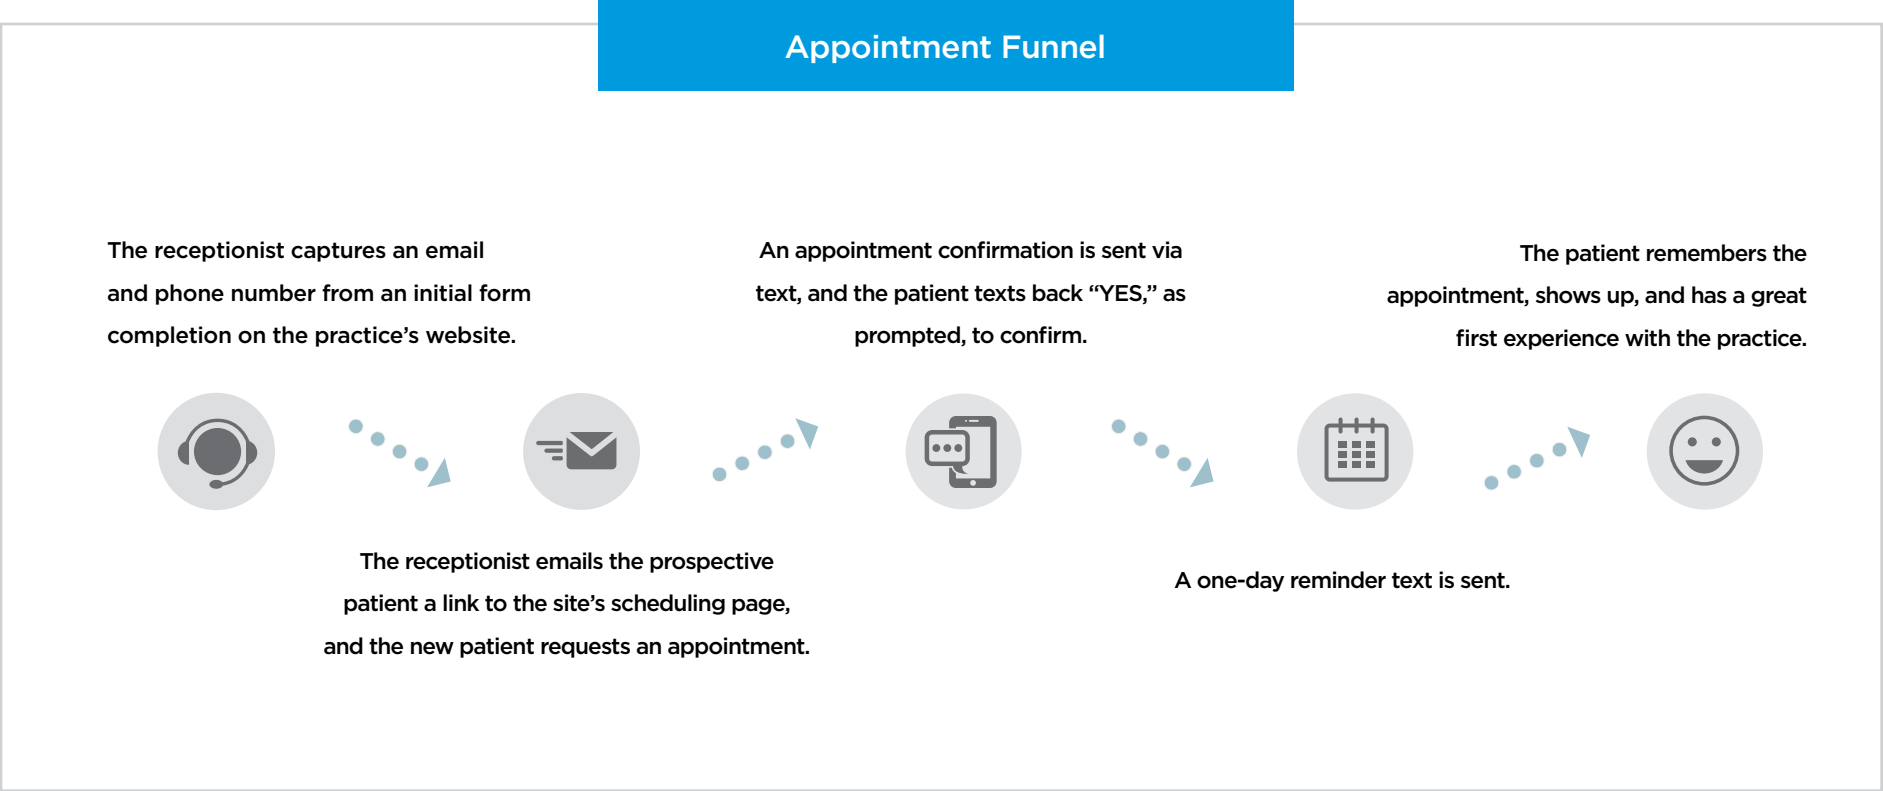 Appointment Funnel
The receptionist captures an email
and phone number from an initial form
completion on the practice’s website.
The receptionist emails the prospective
patient a link to the site’s scheduling page,
and the new patient requests an appointment.
An appointment confirmation is sent via
text, and the patient texts back “YES,” as
prompted, to confirm.
A one-day reminder text is sent.
The patient remembers the
appointment, shows up, and has a great
first experience with the practice.